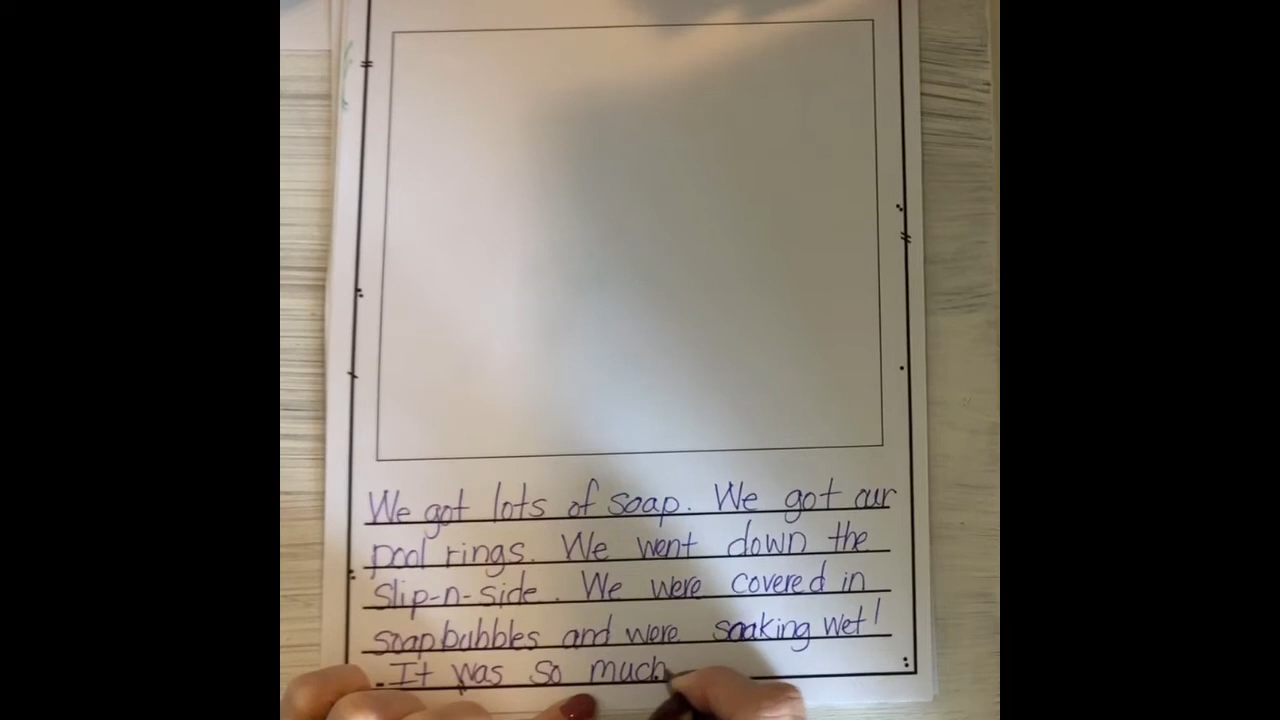 We got lots of soap. We got our
pool rings. We went down the
slip-n-side. We were covered in
soap bubbles and were soaking wet!
It was so much